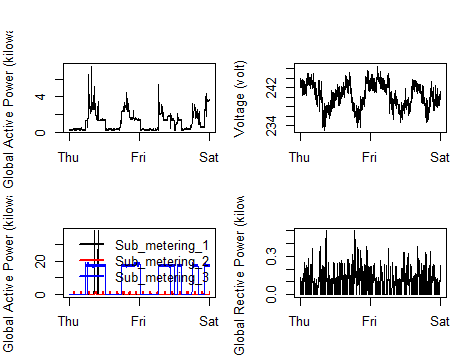 Global Active Power (kilowa
4
0
Thu Fri Sat
Voltage (volt)
242
234
Thu Fri Sat
Global Active Power (kilow
20
0
Sub_metering_1
Sub_metering_2
Sub_metering_3
Thu Fri Sat
Global Rective Power (kilow
0.3
0.0
Thu Fri Sat